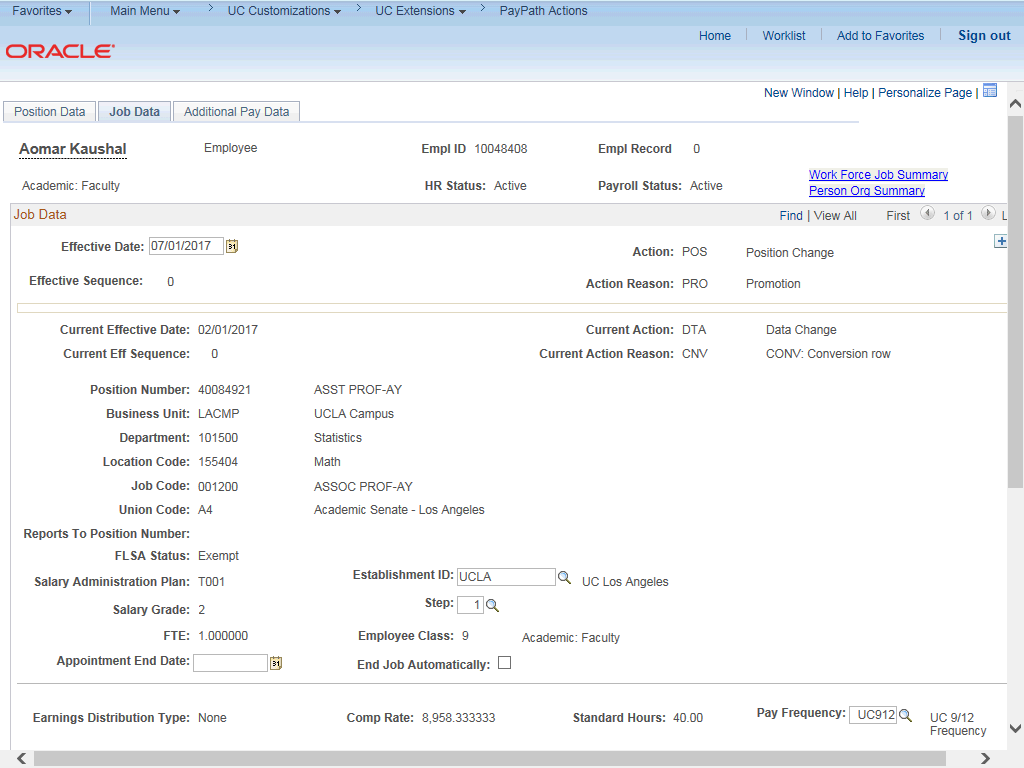 Favorites Main Menu > UC Customizations > UC Extensions > PayPath Actions
Home Worklist Add to Favorites Sign out
ORACLE
New Window | Help | Personalize Page |
Position Data Job Data Additional Pay Data
Aomar Kaushal Employee Empl ID 10048408 Empl Record 0
Academic: Faculty HR Status: Active Payroll Status: Active Work Force Job Summary
Person Org Summary
Job Data Find | View All First 1 of 1 L
Effective Date: 07/01/2017 31 Action: POS Position Change
Effective Sequence: 0 Action Reason: PRO Promotion
Current Effective Date: 02/01/2017 Current Action: DTA Data Change
Current Eff Sequence: 0 Current Action Reason: CNV CONV: Conversion row
Position Number: 40084921 ASST PROF-AY
Business Unit: LACMP UCLA Campus
Department: 101500 Statistics
Location Code: 155404 Math
Job Code: 001200 ASSOC PROF-AY
Union Code: A4 Academic Senate - Los Angeles
Reports To Position Number:
FLSA Status: Exempt
Salary Administration Plan: T001 Establishment ID: UCLA UC Los Angeles
Salary Grade: 2 Step: 1
FTE: 1.000000 Employee Class: 9 Academic: Faculty
Appointment End Date: 31 End Job Automatically:
Earnings Distribution Type: None Comp Rate: 8,958.333333 Standard Hours: 40.00 Pay Frequency: UC912 UC 9/12
Frequency